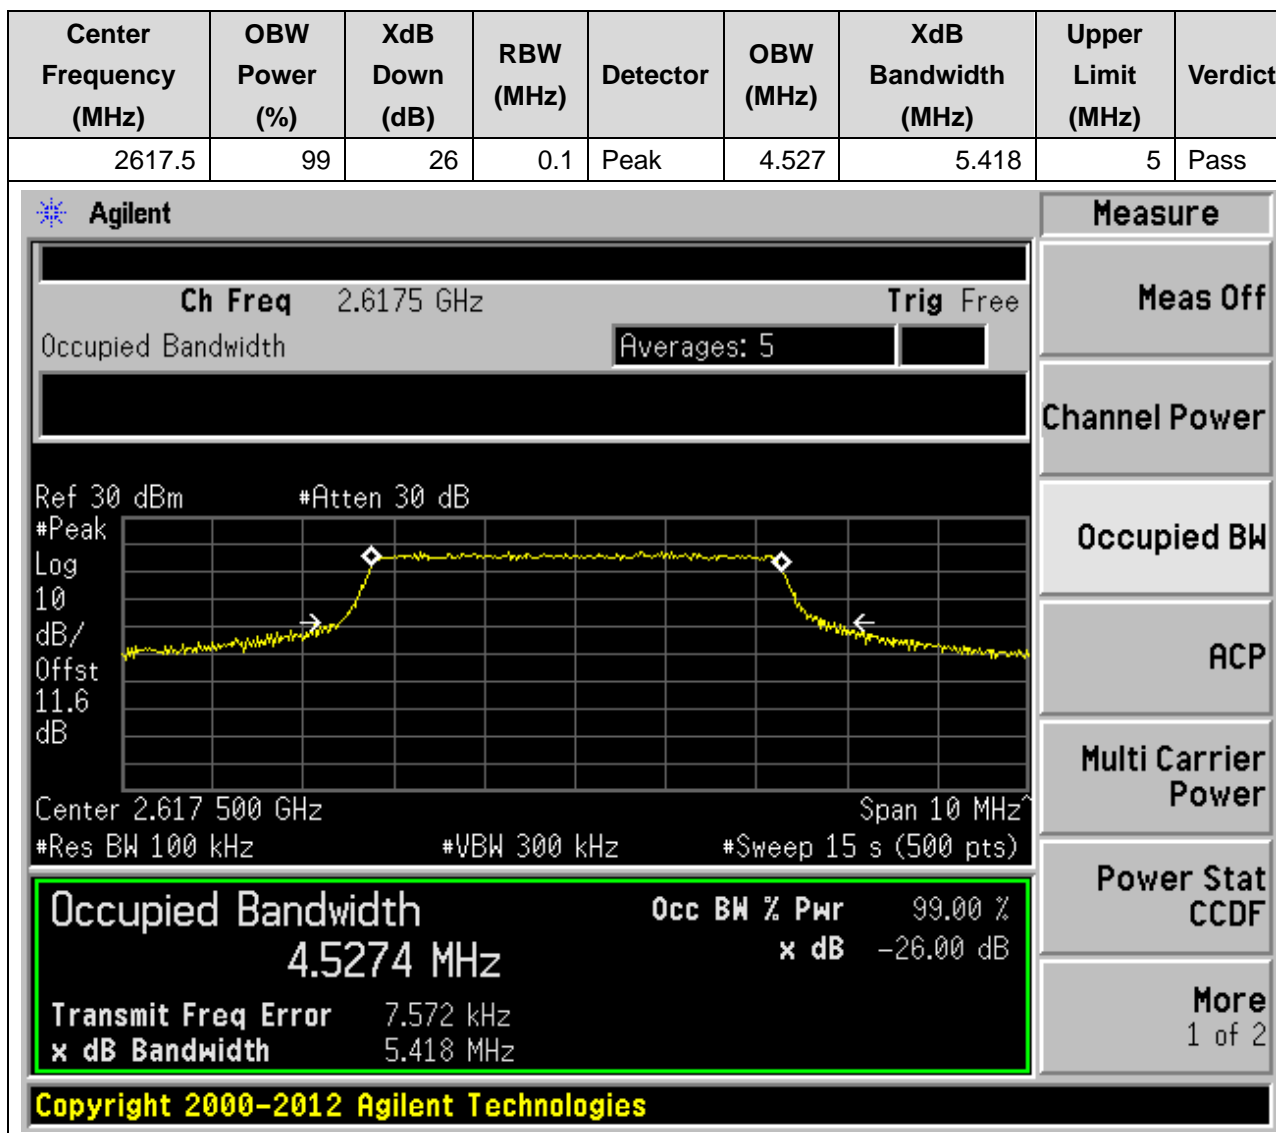 Center Frequency (MHz) OBW Power (%) XdB Down (dB) RBW (MHz) Detector OBW (MHz) XdB Bandwidth (MHz) Upper Limit (MHz) Verdict
2617.5 99 26 0.1 Peak 4.527 5.418 5 Pass
Agilent
Measure
Ch Freq 2.6175 GHz Trig Free
Meas Off
Occupied Bandwidth Averages: 5
Channel Power
Ref 30 dBm #Atten 30 dB
#Peak
Log
10
dB/
Offst
11.6
dB
Occupied BW
ACP
Multi Carrier
Power
Center 2.617 500 GHz Span 10 MHz^
#Res BW 100 kHz #VBW 300 kHz #Sweep 15 s (500 pts)
Power Stat
CCDF
Occupied Bandwidth Occ BW % Pwr 99.00 %
4.5274 MHz x dB -26.00 dB
Transmit Freq Error 7.572 kHz
x dB Bandwidth 5.418 MHz
More
1 of 2
Copyright 2000-2012 Agilent Technologies